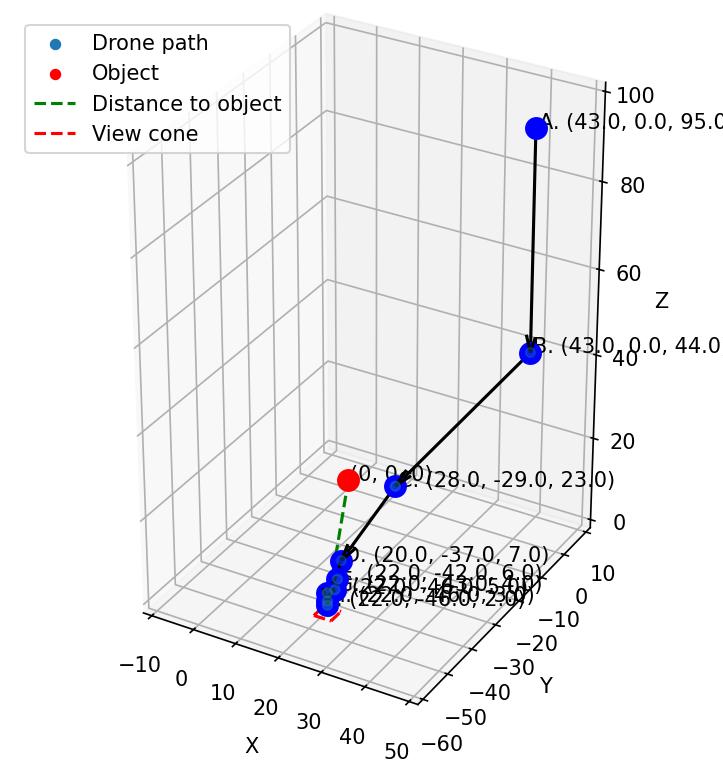 Drone path
Object
Distance to object
View cone
A. (43.0, 0.0, 95.0
100
80
60
Z
B. (43.0, 0.0, 44.0
40
20
0
(0, 0, 0)
(28.0, -29.0, 23.0)
D. (20.0, -37.0, 7.0)
(22.0, -42.0, 6.0)
(22.0, -46.0, 2.0)
10
0
−10
−20
−30
−40
−50
−60
Y
−10
0
10
20
30
40
50
X